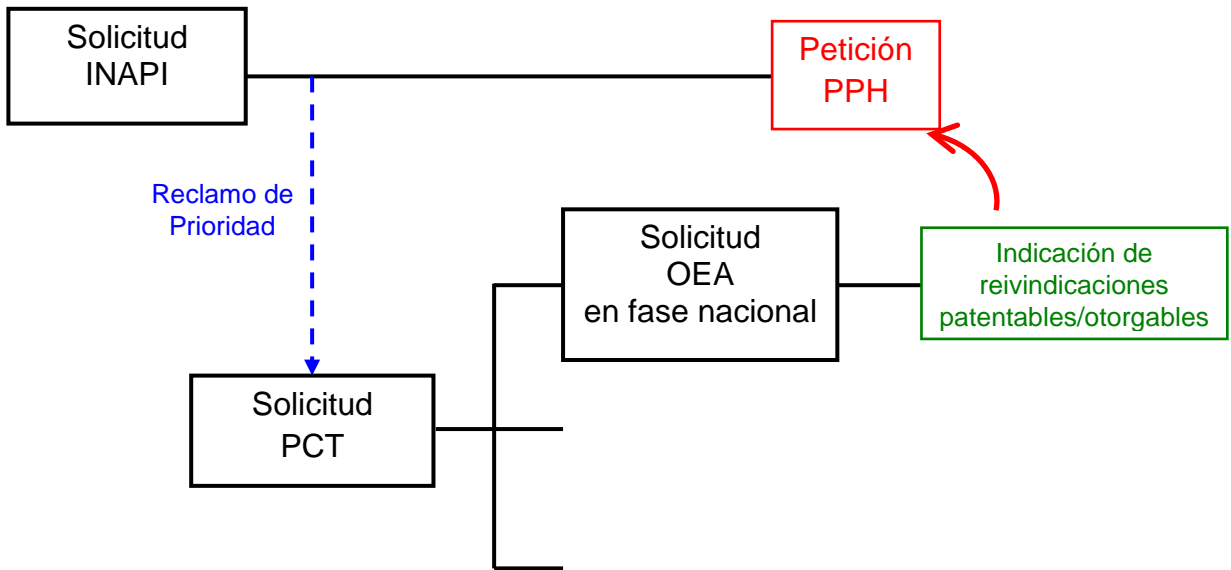 Solicitud
INAPI
Petición
PPH
Reclamo de
Prioridad
Solicitud
OEA
en fase nacional
Indicación de
reivindicaciones
patentables/otorgables
Solicitud
PCT